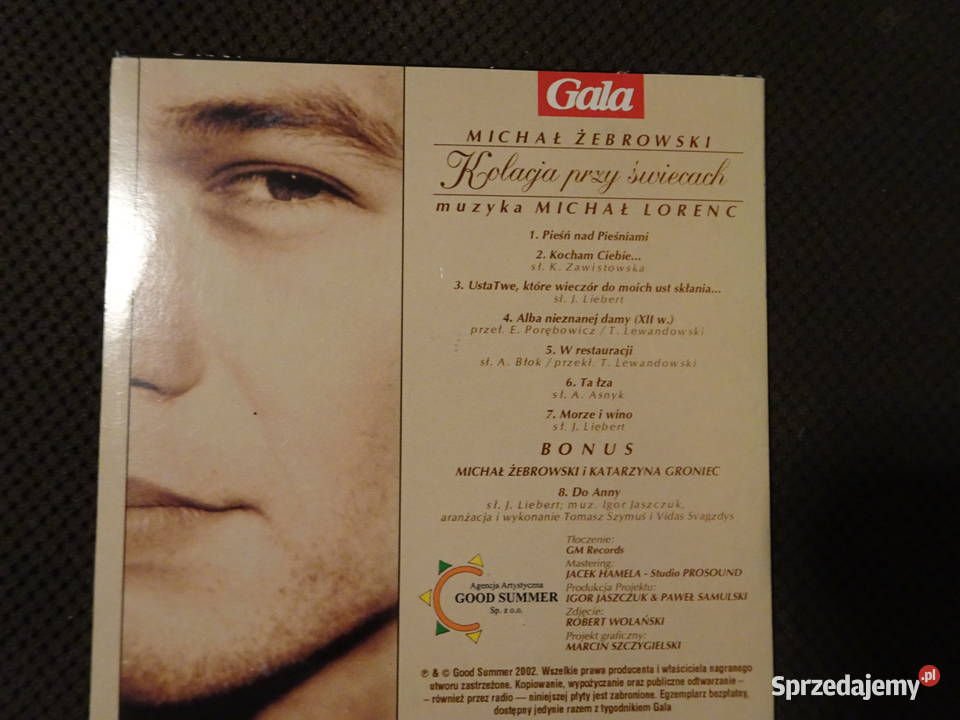 Gala
MICHAŁ ŻEBROWSKI
Kolacja przy świecach
muzyka MICHAŁ LORENC
1. Pieśń nad Pieśniami
2. Kocham Ciebie...
sł. K. Zawistowska
3. UstaTwe, które wieczór do moich ust skłania...
sł. J. Liebert
4. Alba nieznanej damy (XII w.)
przeł. E. Porębowicz / T. Lewandowski
5. W restauracji
sł. A. Błok / przekł. T. Lewandowski
6. Ta łza
sł. A. Asnyk
7. Morze i wino
sł. J. Liebert
BONUS
MICHAŁ ŻEBROWSKI i KATARZYNA GRONIEC
8. Do Anny
sł. J. Liebert; muz. Igor Jaszczuk,
aranżacja i wykonanie Tomasz Szymuś i Vidas Svagzdys
Tłoczenie:
GM Records
Mastering:
JACEK HAMELA - Studio PROSOUND
Produkcja Projektu:
IGOR JASZCZUK & PAWEŁ SAMULSKI
Zdjęcie:
ROBERT WOLAŃSKI
Projekt graficzny:
MARCIN SZCZYGIELSKI
Agencja Artystyczna
GOOD SUMMER
Sp. z o.o.
℗ & © Good Summer 2002. Wszelkie prawa producenta i właściciela nagranego
utworu zastrzeżone. Kopiowanie, wypożyczanie oraz publiczne odtwarzanie –
– również przez radio — niniejszej płyty jest zabronione. Egzemplarz bezpłatny,
dostępny jedynie razem z tygodnikiem Gala
Sprzedajemy.pl